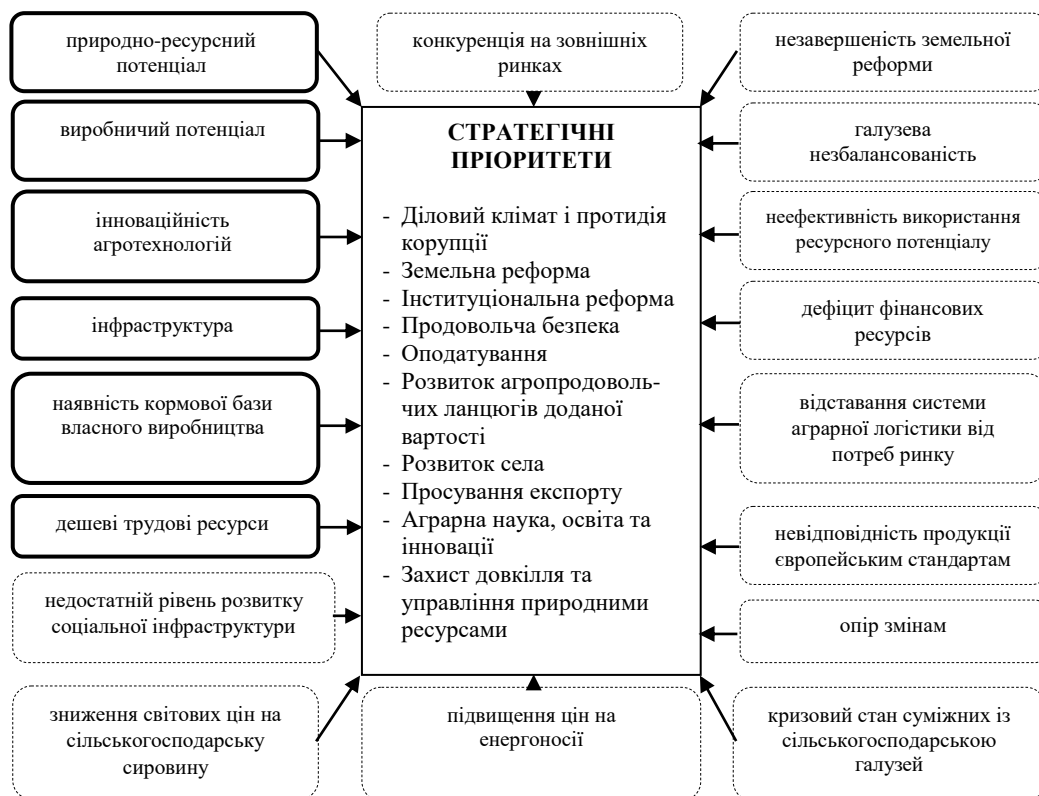 природно-ресурсний
потенціал
виробничий потенціал
інноваційність
агротехнологій
інфраструктура
наявність кормової бази
власного виробництва
дешеві трудові ресурси
недостатній рівень розвитку
соціальної інфраструктури
зниження світових цін на
сільськогосподарську
сировину
конкуренція на зовнішніх
ринках
СТРАТЕГІЧНІ
ПРІОРИТЕТИ
- Діловий клімат і протидія
корупції
- Земельна реформа
- Інституціональна реформа
- Продовольча безпека
- Оподатування
- Розвиток агропродоволь-
чих ланцюгів доданої
вартості
- Розвиток села
- Просування експорту
- Аграрна наука, освіта та
інновації
- Захист довкілля та
управління природними
ресурсами
підвищення цін на
енергоносії
незавершеність земельної
реформи
галузева
незбалансованість
неефективність використання
ресурсного потенціалу
дефіцит фінансових
ресурсів
відставання системи
аграрної логістики від
потреб ринку
невідповідність продукції
європейським стандартам
опір змінам
кризовий стан суміжних із
сільськогосподарською
галузей